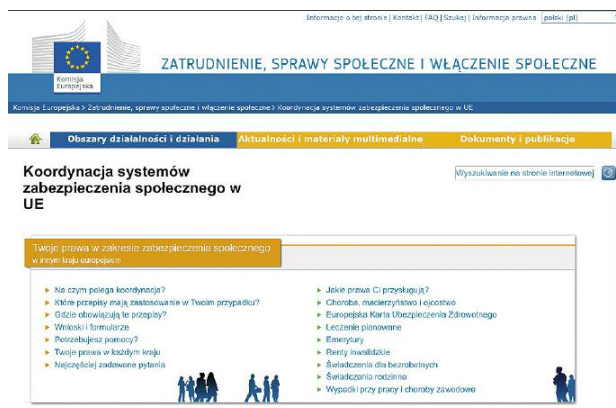 Informacje o tej stronie | Kontakt | FAQ | Szukaj | Informacja prawna polski (pl)
Komisja
Europejska
ZATRUDNIENIE, SPRAWY SPOŁECZNE I WŁĄCZENIE SPOŁECZNE
Komisja Europejska > Zatrudnienie, sprawy społeczne i włączenie społeczne > Koordynacja systemów zabezpieczenia społecznego w UE
Obszary działalności i działania Aktualności i materiały multimedialne Dokumenty i publikacje
Koordynacja systemów
zabezpieczenia społecznego w
UE
Wyszukiwanie na stronie internetowej
Twoje prawa w zakresie zabezpieczenia społecznego
w innym kraju europejskim
Na czym polega koordynacja?
Które przepisy mają zastosowanie w Twoim przypadku?
Gdzie obowiązują te przepisy?
Wnioski i formularze
Potrzebujesz pomocy?
Twoje prawa w każdym kraju
Najczęściej zadawane pytania
Jakie prawa Ci przysługują?
Choroba, macierzyństwo i ojcostwo
Europejska Karta Ubezpieczenia Zdrowotnego
Leczenie planowane
Emerytury
Renty inwalidzkie
Świadczenia dla bezrobotnych
Świadczenia rodzinne
Wypadki przy pracy i choroby zawodowe